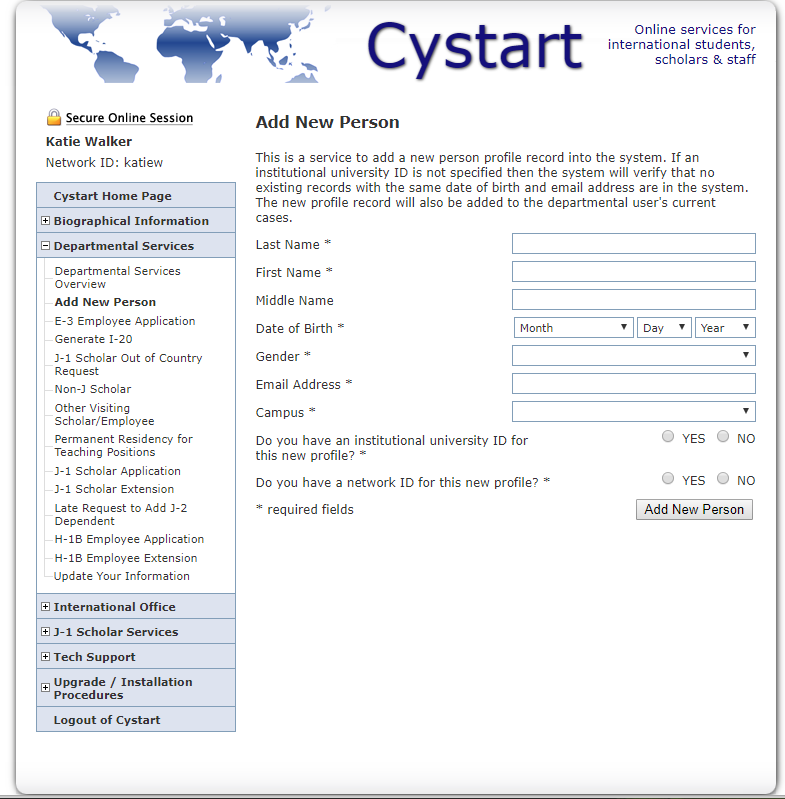 Cystart
Online services for
international students,
scholars & staff
Secure Online Session
Katie Walker
Network ID: katiew
Cystart Home Page
Biographical Information
Departmental Services
Departmental Services
Overview
Add New Person
E-3 Employee Application
Generate I-20
J-1 Scholar Out of Country
Request
Non-J Scholar
Other Visiting
Scholar/Employee
Permanent Residency for
Teaching Positions
J-1 Scholar Application
J-1 Scholar Extension
Late Request to Add J-2
Dependent
H-1B Employee Application
H-1B Employee Extension
Update Your Information
International Office
J-1 Scholar Services
Tech Support
Upgrade / Installation
Procedures
Logout of Cystart
Add New Person
This is a service to add a new person profile record into the system. If an
institutional university ID is not specified then the system will verify that no
existing records with the same date of birth and email address are in the system.
The new profile record will also be added to the departmental user's current
cases.
Last Name *
First Name *
Middle Name
Date of Birth * Month Day Year
Gender *
Email Address *
Campus *
Do you have an institutional university ID for YES NO
this new profile? *
Do you have a network ID for this new profile? * YES NO
* required fields Add New Person